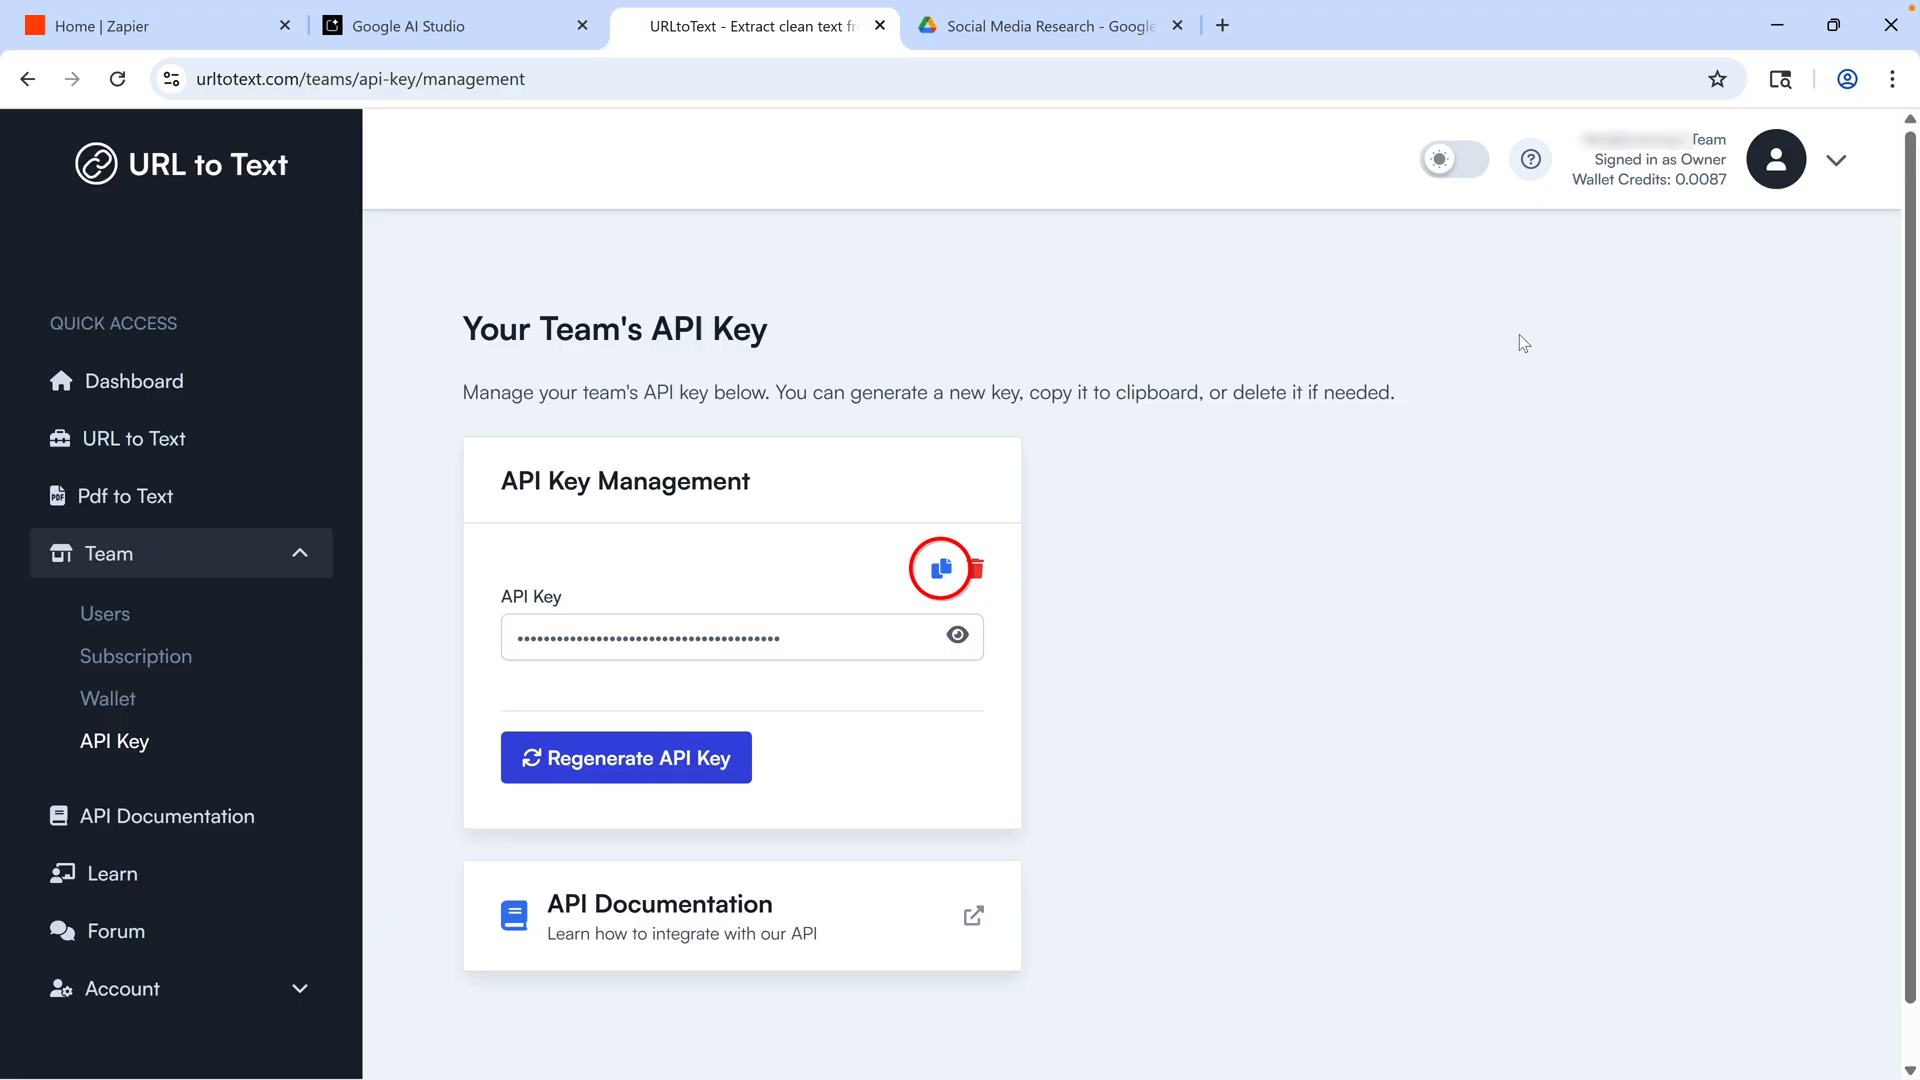 Home | Zapier
Google AI Studio
URLtoText - Extract clean text fr
Social Media Research - Google
urltotext.com/teams/api-key/management
URL to Text
Team
Signed in as Owner
Wallet Credits: 0.0087
QUICK ACCESS
Dashboard
URL to Text
PDF
Pdf to Text
Team
Users
Subscription
Wallet
API Key
API Documentation
Learn
Forum
Account
Your Team's API Key
Manage your team's API key below. You can generate a new key, copy it to clipboard, or delete it if needed.
API Key Management
API Key
••••••••••••••••••••••••••••••••••••••••
Regenerate API Key
API Documentation
Learn how to integrate with our API